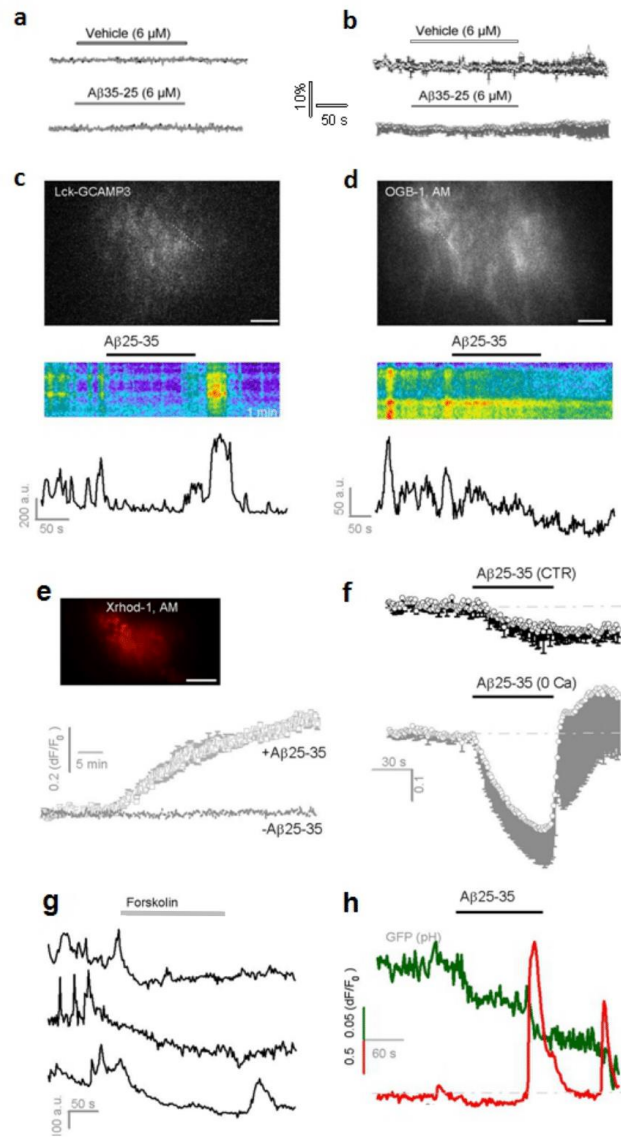 a
Vehicle (6 µM)
Aβ35-25 (6 µM)
10%
50 s
b
Vehicle (6 µM)
Aβ35-25 (6 µM)
c
Lck-GCAMP3
Aβ25-35
1 min
200 a.u.
50 s
d
OGB-1, AM
Aβ25-35
50 a.u.
50 s
e
Xrhod-1, AM
0.2 (dF/F0)
5 min
+Aβ25-35
-Aβ25-35
f
Aβ25-35 (CTR)
Aβ25-35 (0 Ca)
30 s
0.1
g
Forskolin
100 a.u.
50 s
h
Aβ25-35
GFP (pH)
0.5 0.05 (dF/F0)
60 s